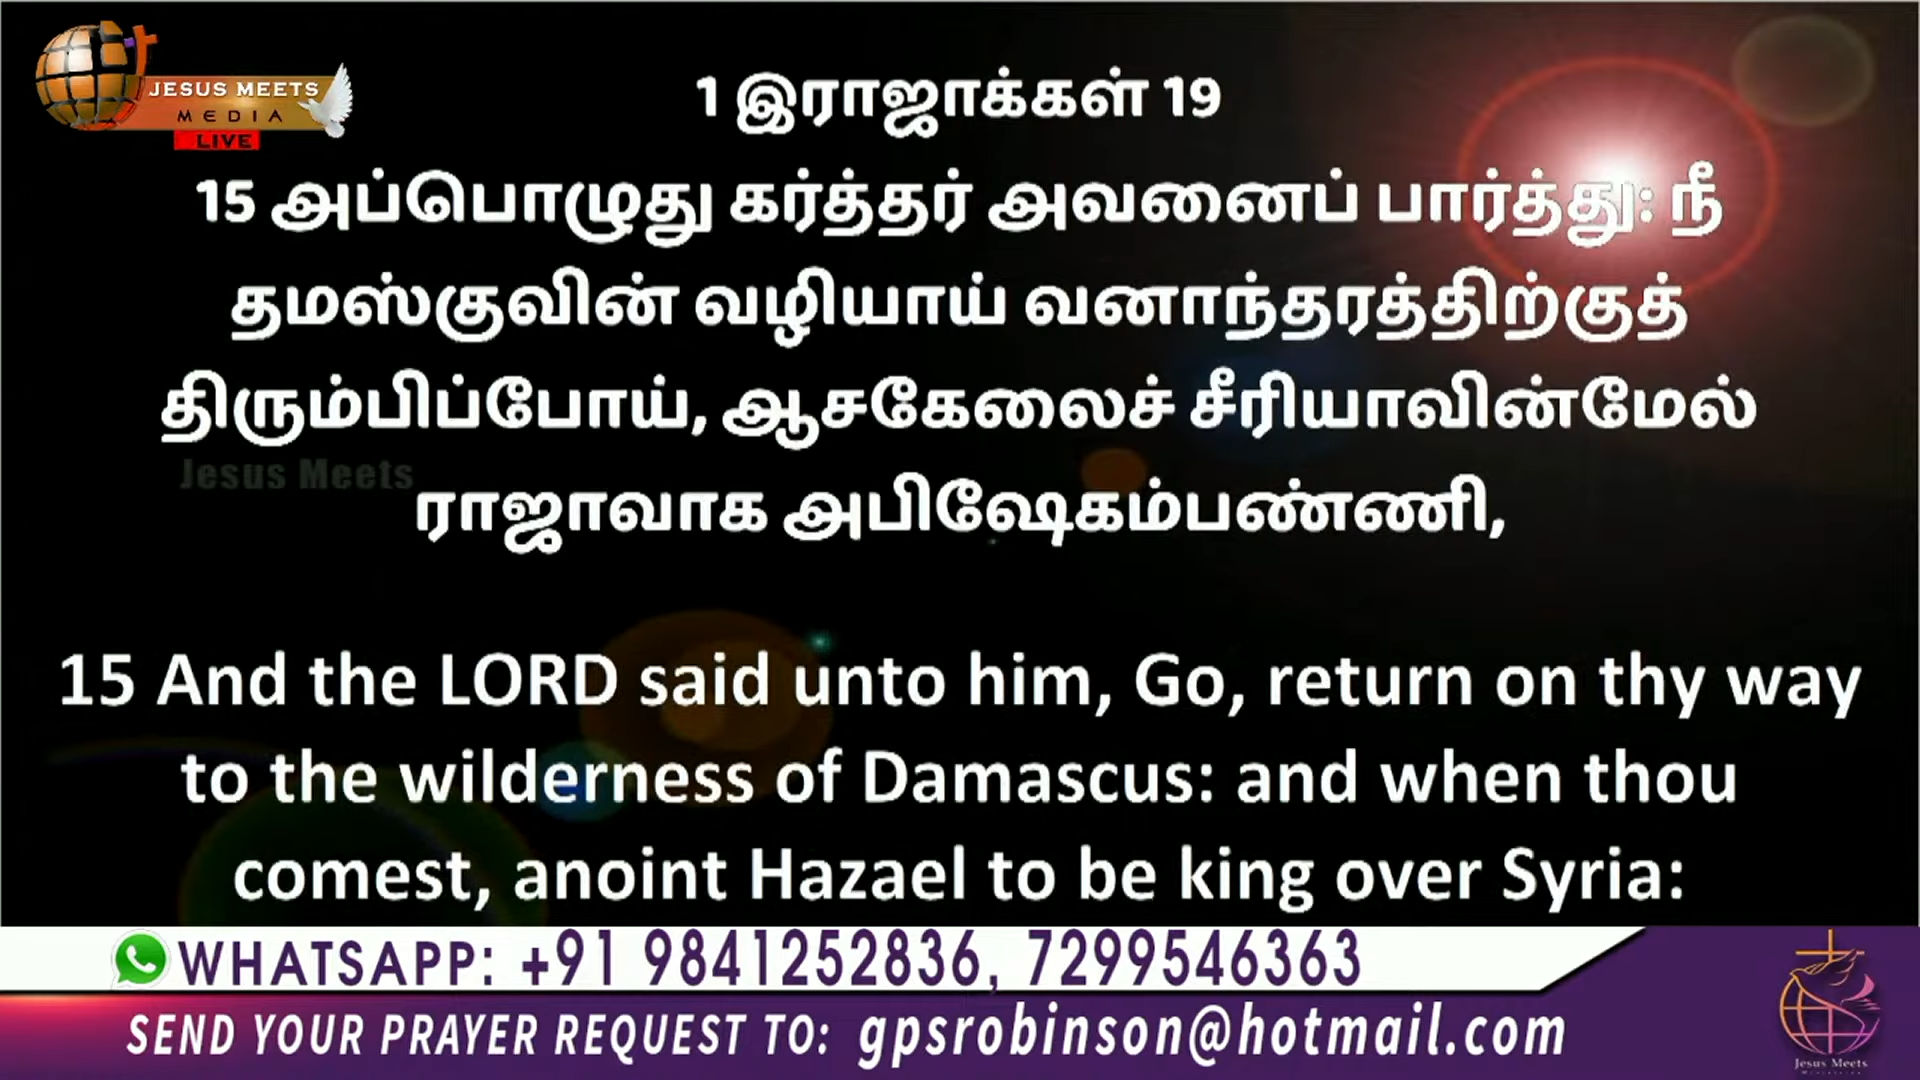 JESUS MEETS
MEDIA
LIVE
1 இராஜாக்கள் 19
15 அப்பொழுது கர்த்தர் அவனைப் பார்த்து: நீ
தமஸ்குவின் வழியாய் வனாந்தரத்திற்குத்
திரும்பிப்போய், ஆசகேலைச் சீரியாவின்மேல்
Jesus Meets
ராஜாவாக அபிஷேகம்பண்ணி,
15 And the LORD said unto him, Go, return on thy way
to the wilderness of Damascus: and when thou
comest, anoint Hazael to be king over Syria:
WHATSAPP: +91 9841252836, 7299546363
SEND YOUR PRAYER REQUEST TO: gpsrobinson@hotmail.com
Jesus Meets